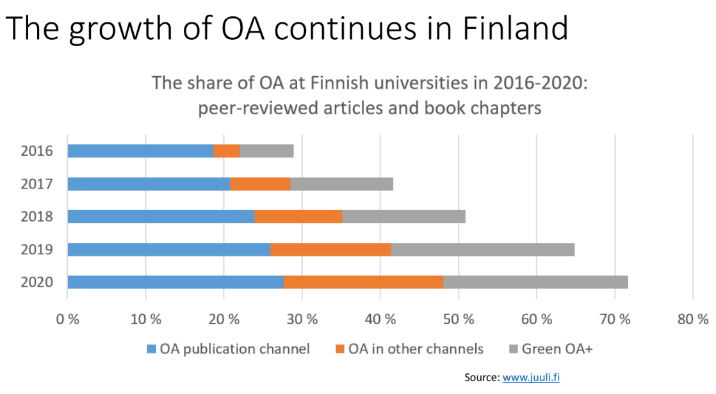 The growth of OA continues in Finland
The share of OA at Finnish universities in 2016-2020:
peer-reviewed articles and book chapters
2016
2017
2018
2019
2020
0 % 10 % 20 % 30 % 40 % 50 % 60 % 70 % 80 %
OA publication channel OA in other channels Green OA+
Source: www.juuli.fi